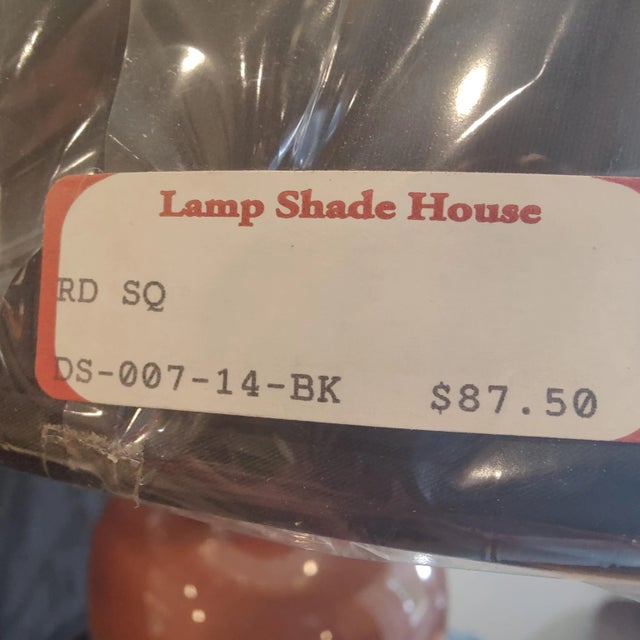 Lamp Shade House
RD SQ
DS-007-14-BK $87.50